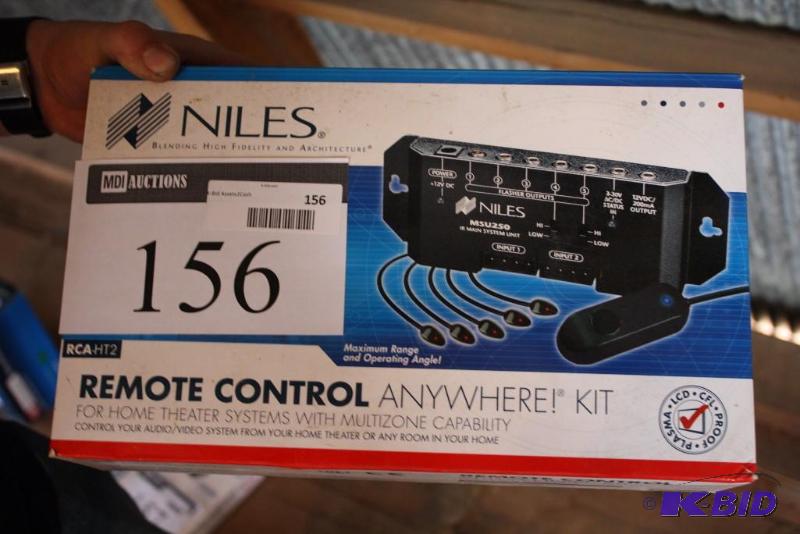 NILES®
BLENDING HIGH FIDELITY AND ARCHITECTURE®
MDI AUCTIONS
K-Bid Assets2Cash
156
156
POWER
+12V DC
1 2 3 4 5
FLASHER OUTPUTS
3-30V
AC/DC
STATUS
IN
12VDC/
200mA
OUTPUT
NILES
MSU250
IR MAIN SYSTEM UNIT
HI
LOW
HI
LOW
INPUT 1
INPUT 2
RCA-HT2
Maximum Range
and Operating Angle!
REMOTE CONTROL ANYWHERE!® KIT
FOR HOME THEATER SYSTEMS WITH MULTIZONE CAPABILITY
CONTROL YOUR AUDIO/VIDEO SYSTEM FROM YOUR HOME THEATER OR ANY ROOM IN YOUR HOME
PLASMA • LCD • CFL • PROOF
REMOTE CONTROL
© K-BID